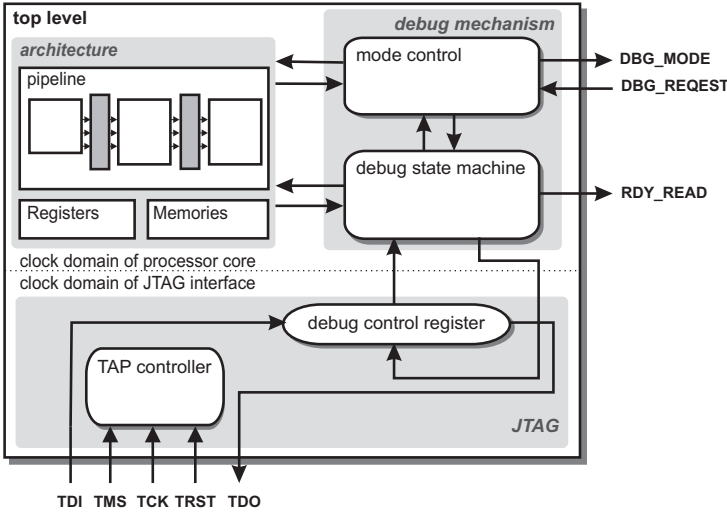 top level
debug mechanism
architecture
mode control
DBG_MODE
pipeline
DBG_REQEST
debug state machine
RDY_READ
Registers
Memories
clock domain of processor core
clock domain of JTAG interface
debug control register
TAP controller
JTAG
TDI TMS TCK TRST TDO